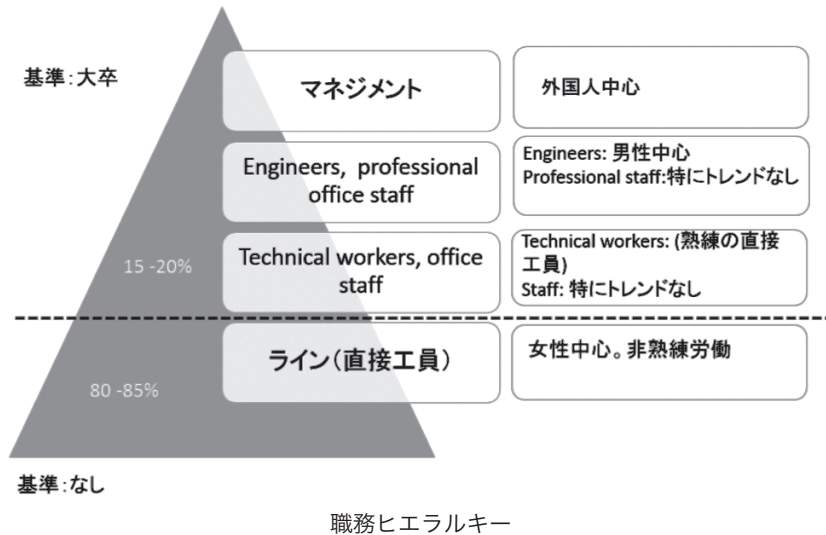 基準：大卒
マネジメント
外国人中心
Engineers, professional
office staff
Engineers: 男性中心
Professional staff:特にトレンドなし
15 -20%
Technical workers, office
staff
Technical workers: (熟練の直接
工員)
Staff: 特にトレンドなし
ライン（直接工員）
女性中心。非熟練労働
80 -85%
基準：なし
職務ヒエラルキー